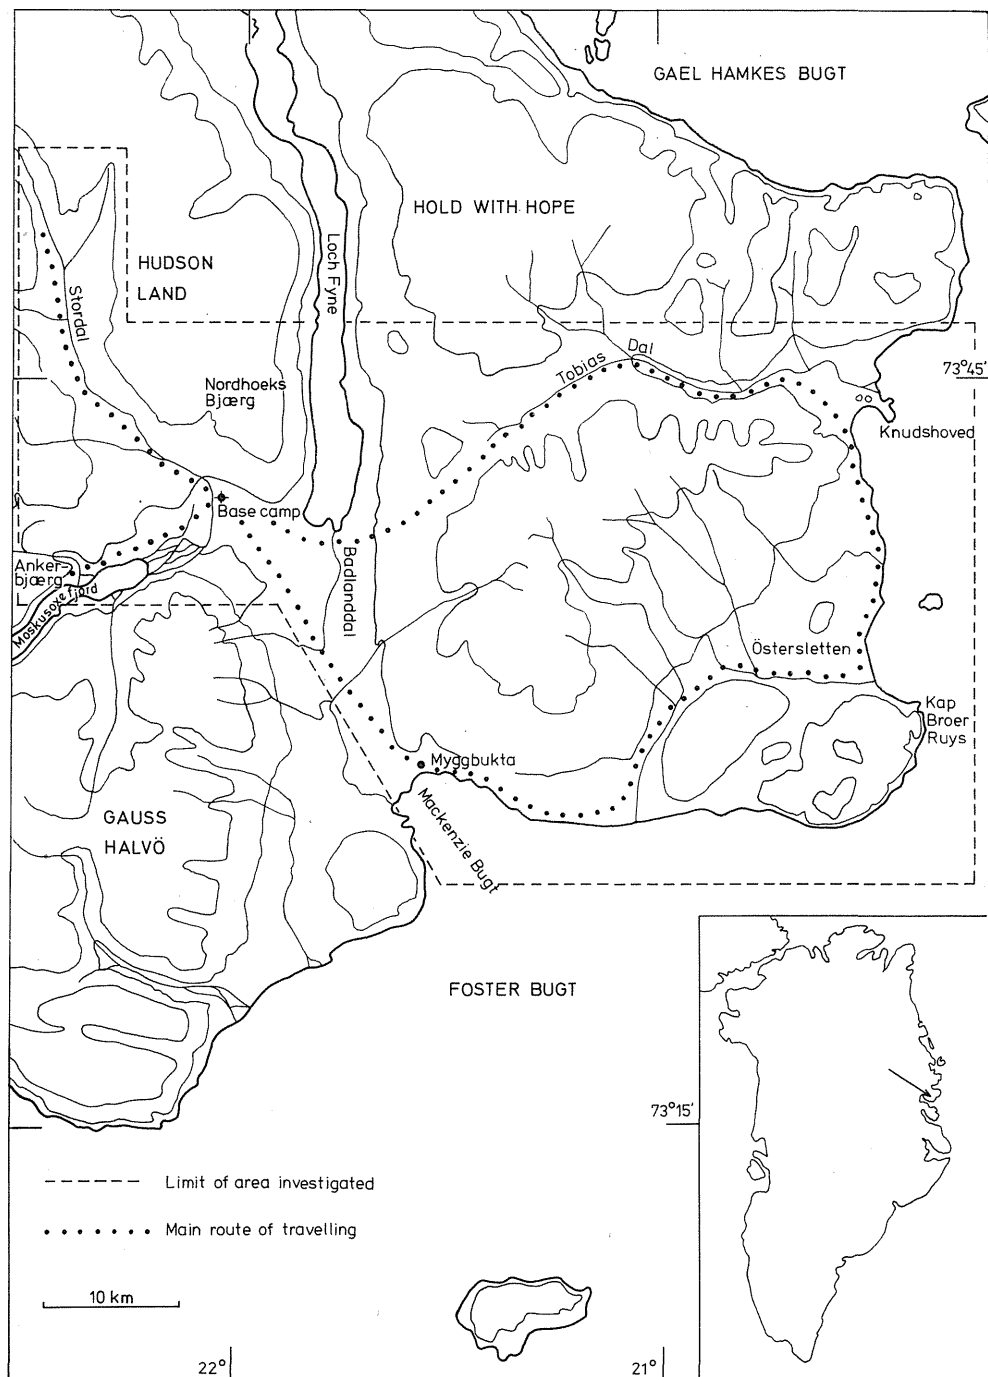 GAEL HAMKES BUGT
HOLD WITH HOPE
Loch Fyne
HUDSON
LAND
Stordal
Tobias Dal
73°45'
Nordhoeks
Bjærg
Knudshoved
Base camp
Badlanddal
Anker-
bjærg
Moskusoxefjord
Östersletten
Kap
Broer
Ruys
Myggbukta
Mackenzie Bugt
GAUSS
HALVÖ
FOSTER BUGT
73°15'
Limit of area investigated
Main route of travelling
10 km
22°
21°